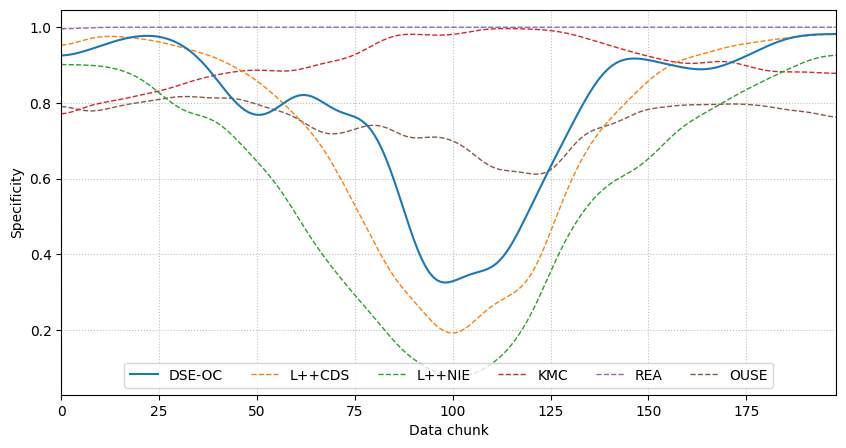 1.0
0.8
0.6
0.4
0.2
Specificity
DSE-OC L++CDS L++NIE KMC REA OUSE
0 25 50 75 100 125 150 175
Data chunk